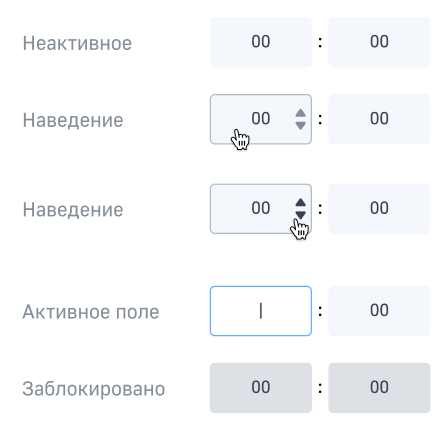 Неактивное 00 : 00
Наведение 00 : 00
Наведение 00 : 00
Активное поле : 00
Заблокировано 00 : 00